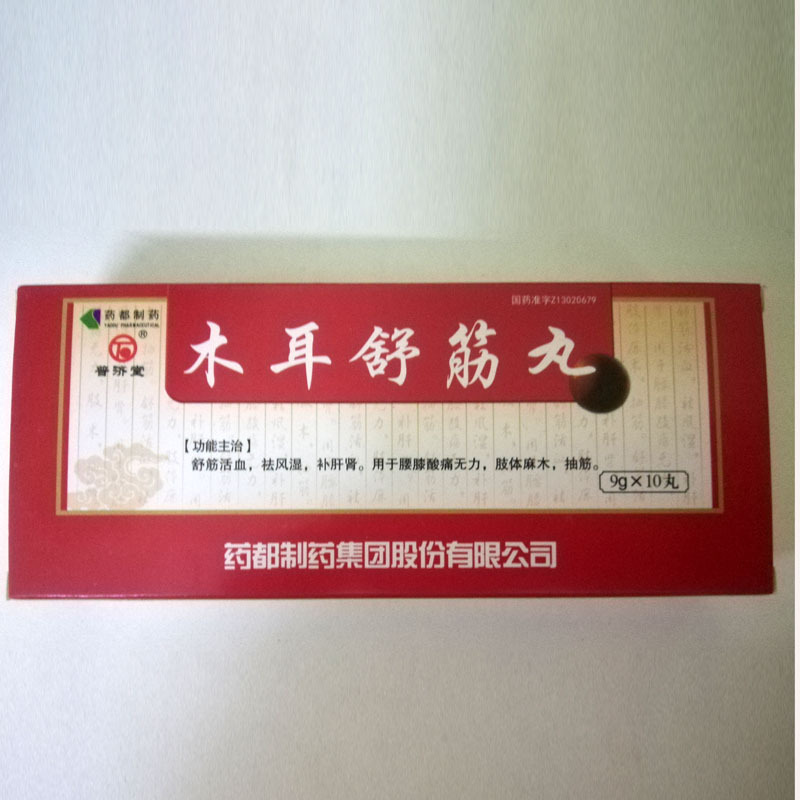 国药准字Z13020679
药都制药
YAODU PHARMACEUTICAL
®
普济堂
木耳舒筋丸
【功能主治】
舒筋活血，祛风湿，补肝肾。用于腰膝酸痛无力，肢体麻木，抽筋。
9g×10丸
药都制药集团股份有限公司